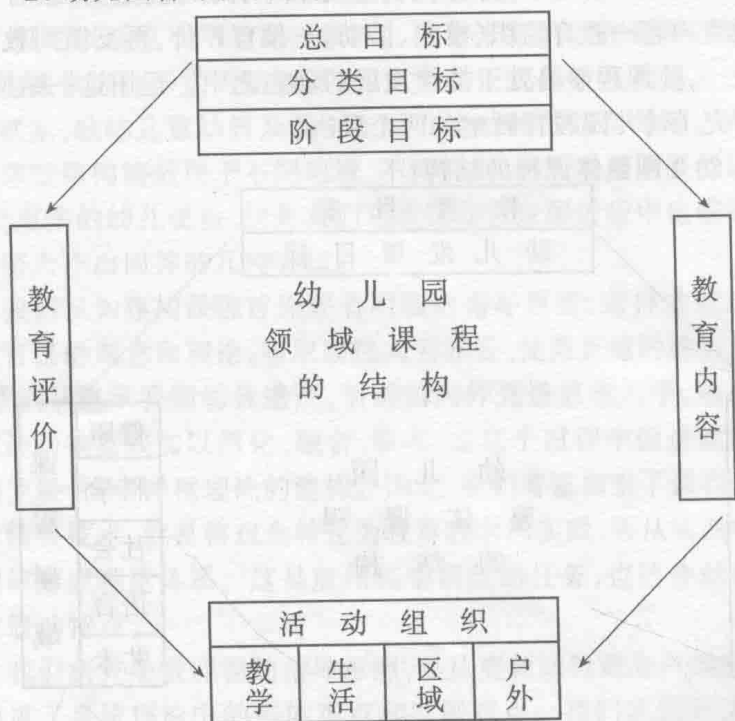 总目标
分类目标
阶段目标
教育评价
幼儿园
领域课程
的结构
教育内容
活动组织
教学 生活 区域 户外